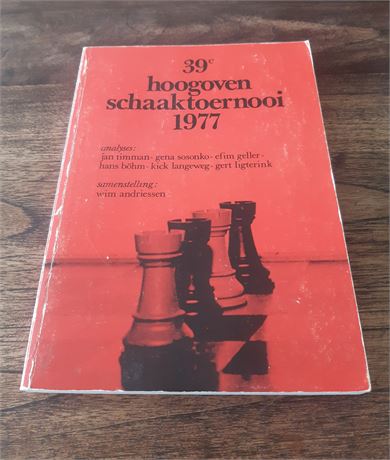 39e
hoogoven
schaaktoernooi
1977
analyses:
jan timman - gena sosonko - efim geller -
hans böhm - kick langeweg - gert ligterink
samenstelling:
wim andriessen